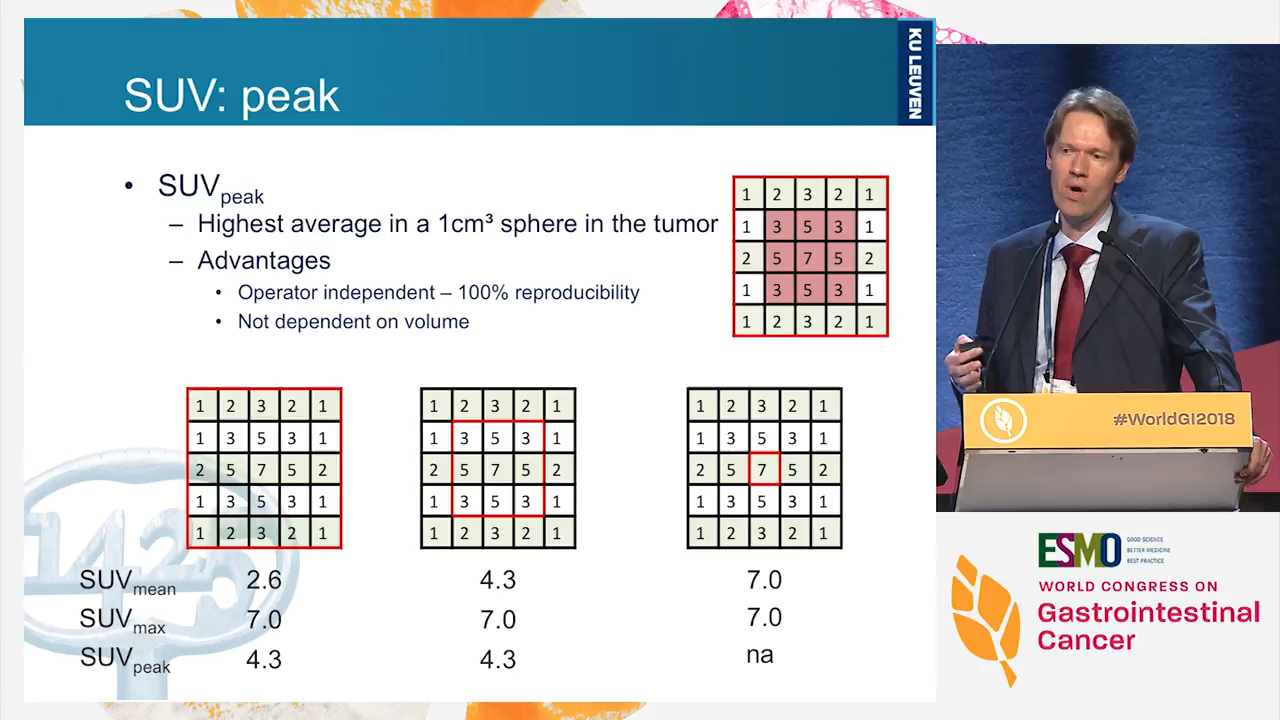 KU LEUVEN
SUV: peak
• SUVpeak
– Highest average in a 1cm³ sphere in the tumor
– Advantages
• Operator independent – 100% reproducibility
• Not dependent on volume
1 2 3 2 1
1 3 5 3 1
2 5 7 5 2
1 3 5 3 1
1 2 3 2 1
1 2 3 2 1
1 3 5 3 1
2 5 7 5 2
1 3 5 3 1
1 2 3 2 1
1 2 3 2 1
1 3 5 3 1
2 5 7 5 2
1 3 5 3 1
1 2 3 2 1
1 2 3 2 1
1 3 5 3 1
2 5 7 5 2
1 3 5 3 1
1 2 3 2 1
1425
SUVmean 2.6 4.3 7.0
SUVmax 7.0 7.0 7.0
SUVpeak 4.3 4.3 na
#WorldGI2018
ESMO
GOOD SCIENCE
BETTER MEDICINE
BEST PRACTICE
WORLD CONGRESS ON
Gastrointestinal
Cancer